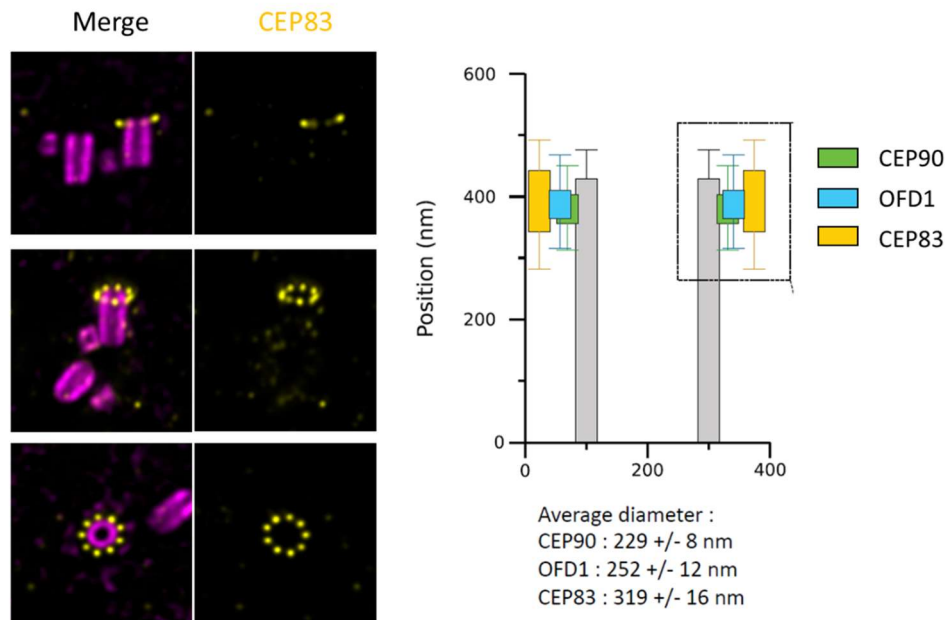 Merge
CEP83
600
400
200
0
Position (nm)
0
200
400
CEP90
OFD1
CEP83
Average diameter :
CEP90 : 229 +/- 8 nm
OFD1 : 252 +/- 12 nm
CEP83 : 319 +/- 16 nm